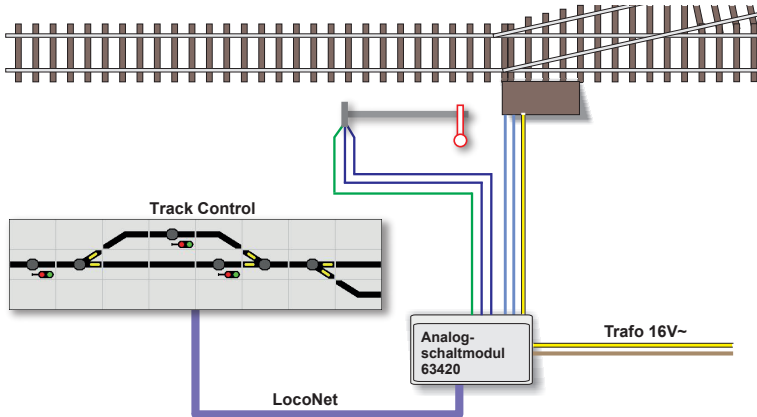 Track Control
Analog-
schaltmodul
63420
Trafo 16V~
LocoNet